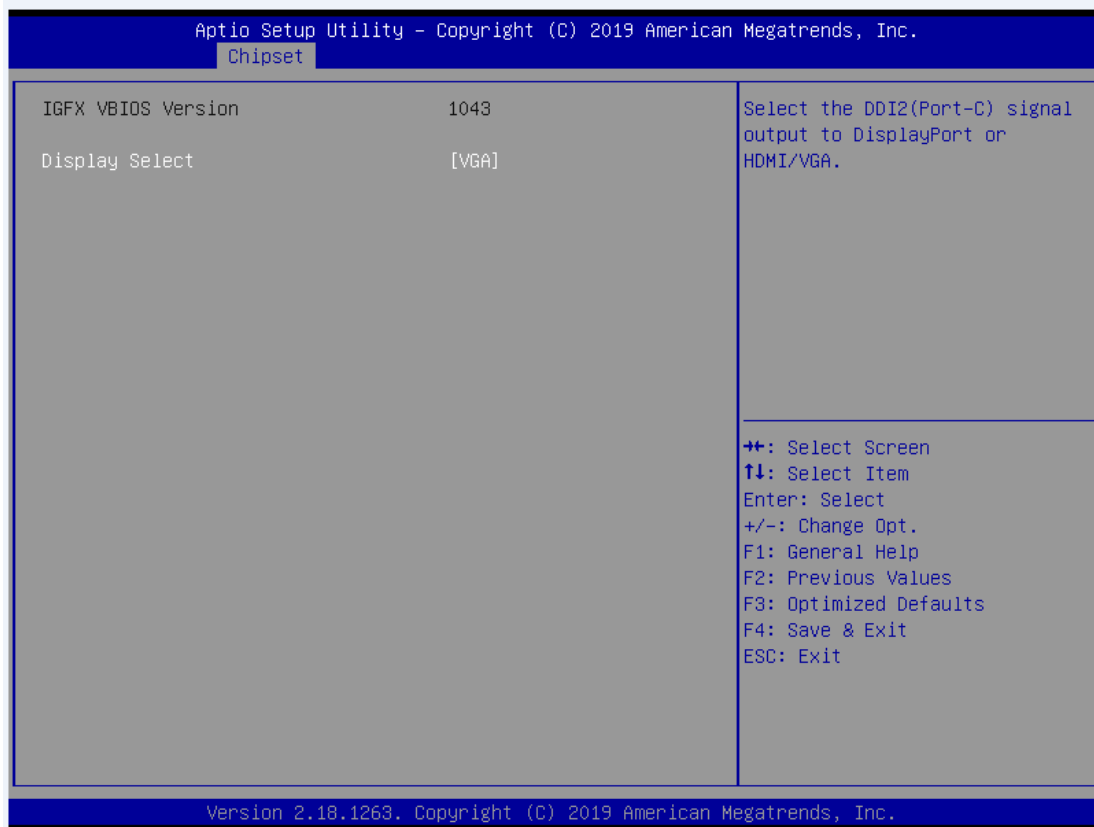 Aptio Setup Utility – Copyright (C) 2019 American Megatrends, Inc.
Chipset
IGFX VBIOS Version 1043
Display Select [VGA]
Select the DDI2(Port-C) signal
output to DisplayPort or
HDMI/VGA.
→←: Select Screen
↑↓: Select Item
Enter: Select
+/-: Change Opt.
F1: General Help
F2: Previous Values
F3: Optimized Defaults
F4: Save & Exit
ESC: Exit
Version 2.18.1263. Copyright (C) 2019 American Megatrends, Inc.